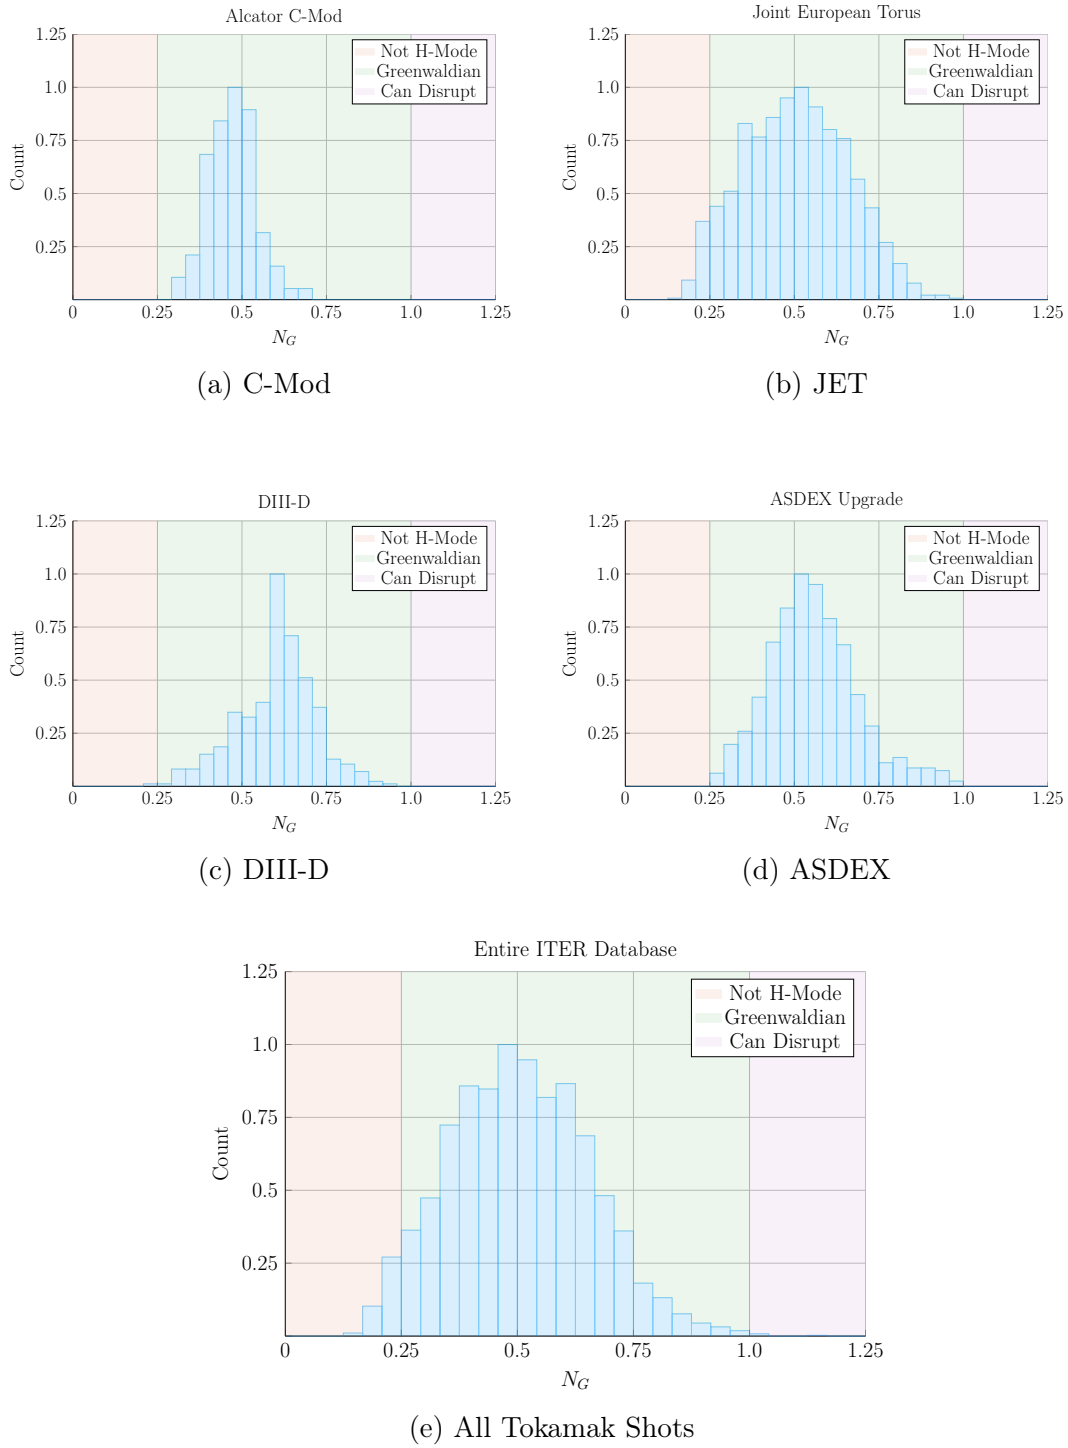 Alcator C-Mod
1.25
1.0
0.75
0.5
0.25
Count
Not H-Mode
Greenwaldian
Can Disrupt
0 0.25 0.5 0.75 1.0 1.25
N_G
(a) C-Mod
Joint European Torus
1.25
1.0
0.75
0.5
0.25
Count
Not H-Mode
Greenwaldian
Can Disrupt
0 0.25 0.5 0.75 1.0 1.25
N_G
(b) JET
DIII-D
1.25
1.0
0.75
0.5
0.25
Count
Not H-Mode
Greenwaldian
Can Disrupt
0 0.25 0.5 0.75 1.0 1.25
N_G
(c) DIII-D
ASDEX Upgrade
1.25
1.0
0.75
0.5
0.25
Count
Not H-Mode
Greenwaldian
Can Disrupt
0 0.25 0.5 0.75 1.0 1.25
N_G
(d) ASDEX
Entire ITER Database
1.25
1.0
0.75
0.5
0.25
Count
Not H-Mode
Greenwaldian
Can Disrupt
0 0.25 0.5 0.75 1.0 1.25
N_G
(e) All Tokamak Shots